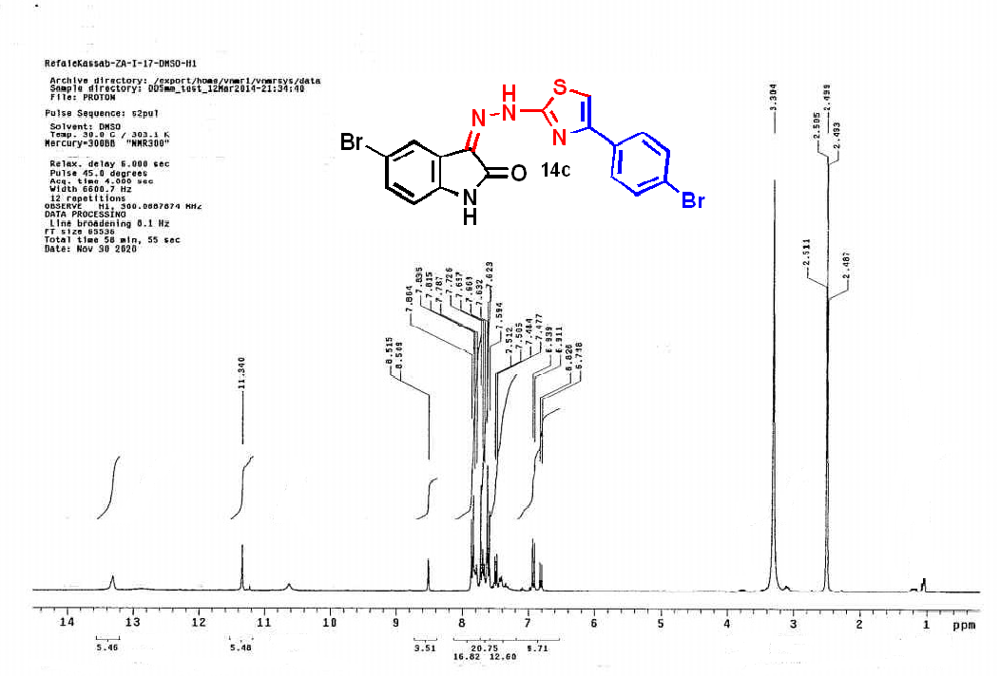 RefaieKassab-ZA-I-17-DMSO-H1
Archive directory: /export/home/vnmr1/vnmrsys/data
Sample directory: DD5mm_test_12Mar2014-21:34:40
File: PROTON
Pulse Sequence: s2pul
Solvent: DMSO
Temp. 30.0 C / 303.1 K
Mercury-300BB "NMR300"
Relax. delay 5.000 sec
Pulse 45.0 degrees
Acq. time 4.000 sec
Width 6600.7 Hz
12 repetitions
OBSERVE H1, 300.0687874 MHz
DATA PROCESSING
Line broadening 0.1 Hz
FT size 65536
Total time 58 min, 55 sec
Date: Nov 30 2020
H
N
N
S
N
Br
O
N
H
14c
Br
11.340
8.515
8.509
7.864
7.835
7.815
7.787
7.726
7.697
7.669
7.632
7.623
7.594
7.512
7.505
7.484
7.477
6.939
6.911
6.826
6.798
3.304
2.511
2.505
2.499
2.493
2.487
14 13 12 11 10 9 8 7 6 5 4 3 2 1 ppm
5.46 5.48 3.51 20.75 9.71
16.82 12.60